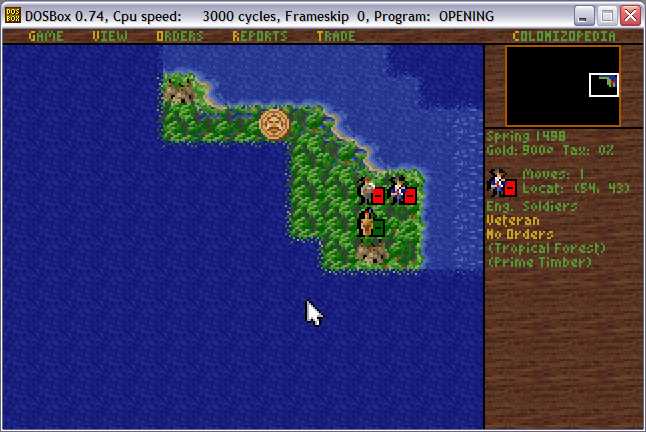 DOSBox 0.74, Cpu speed: 3000 cycles, Frameskip 0, Program: OPENING
GAME VIEW ORDERS REPORTS TRADE COLONIZOPEDIA
Spring 1498
Gold: 900° Tax: 0%
Moves: 1
Locat: (54, 43)
Eng. Soldiers
Veteran
No Orders
(Tropical Forest)
(Prime Timber)